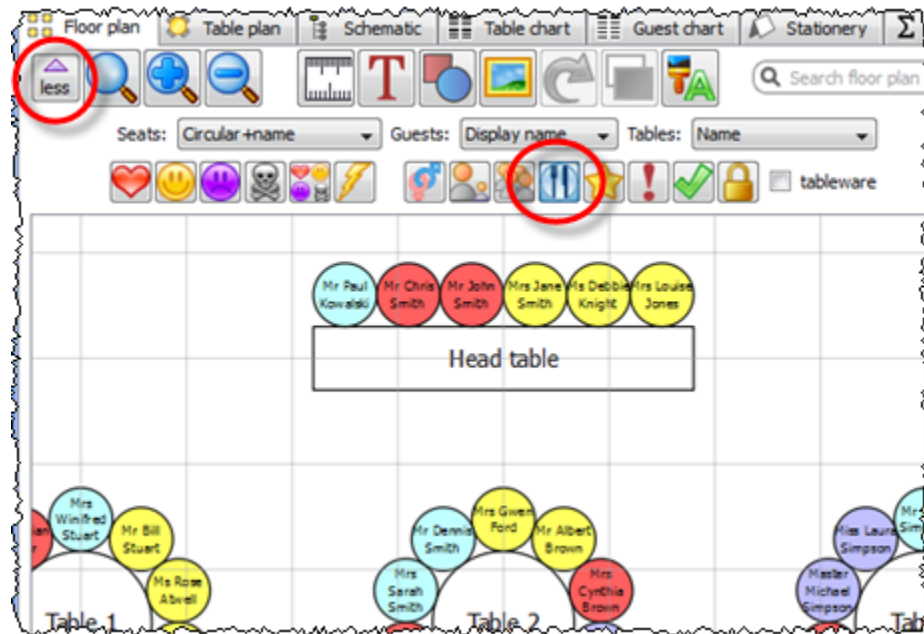 Floor plan
Table plan
Schematic
Table chart
Guest chart
Stationery
Σ
less
T
A
Search floor plan
Seats:
Circular +name
Guests:
Display name
Tables:
Name
tableware
Mr Paul
Kowalski
Mr Chris
Smith
Mr John
Smith
Mrs Jane
Smith
Ms Debbie
Knight
Mrs Louise
Jones
Head table
Mrs
Winifred
Stuart
Mr Bill
Stuart
Ms Rose
Atwell
Table 1
Mrs
Sarah
Smith
Mr Dennis
Smith
Mrs Gwen
Ford
Mr Albert
Brown
Mrs
Cynthia
Brown
Table 2
Master
Michael
Simpson
Miss Laura
Simpson